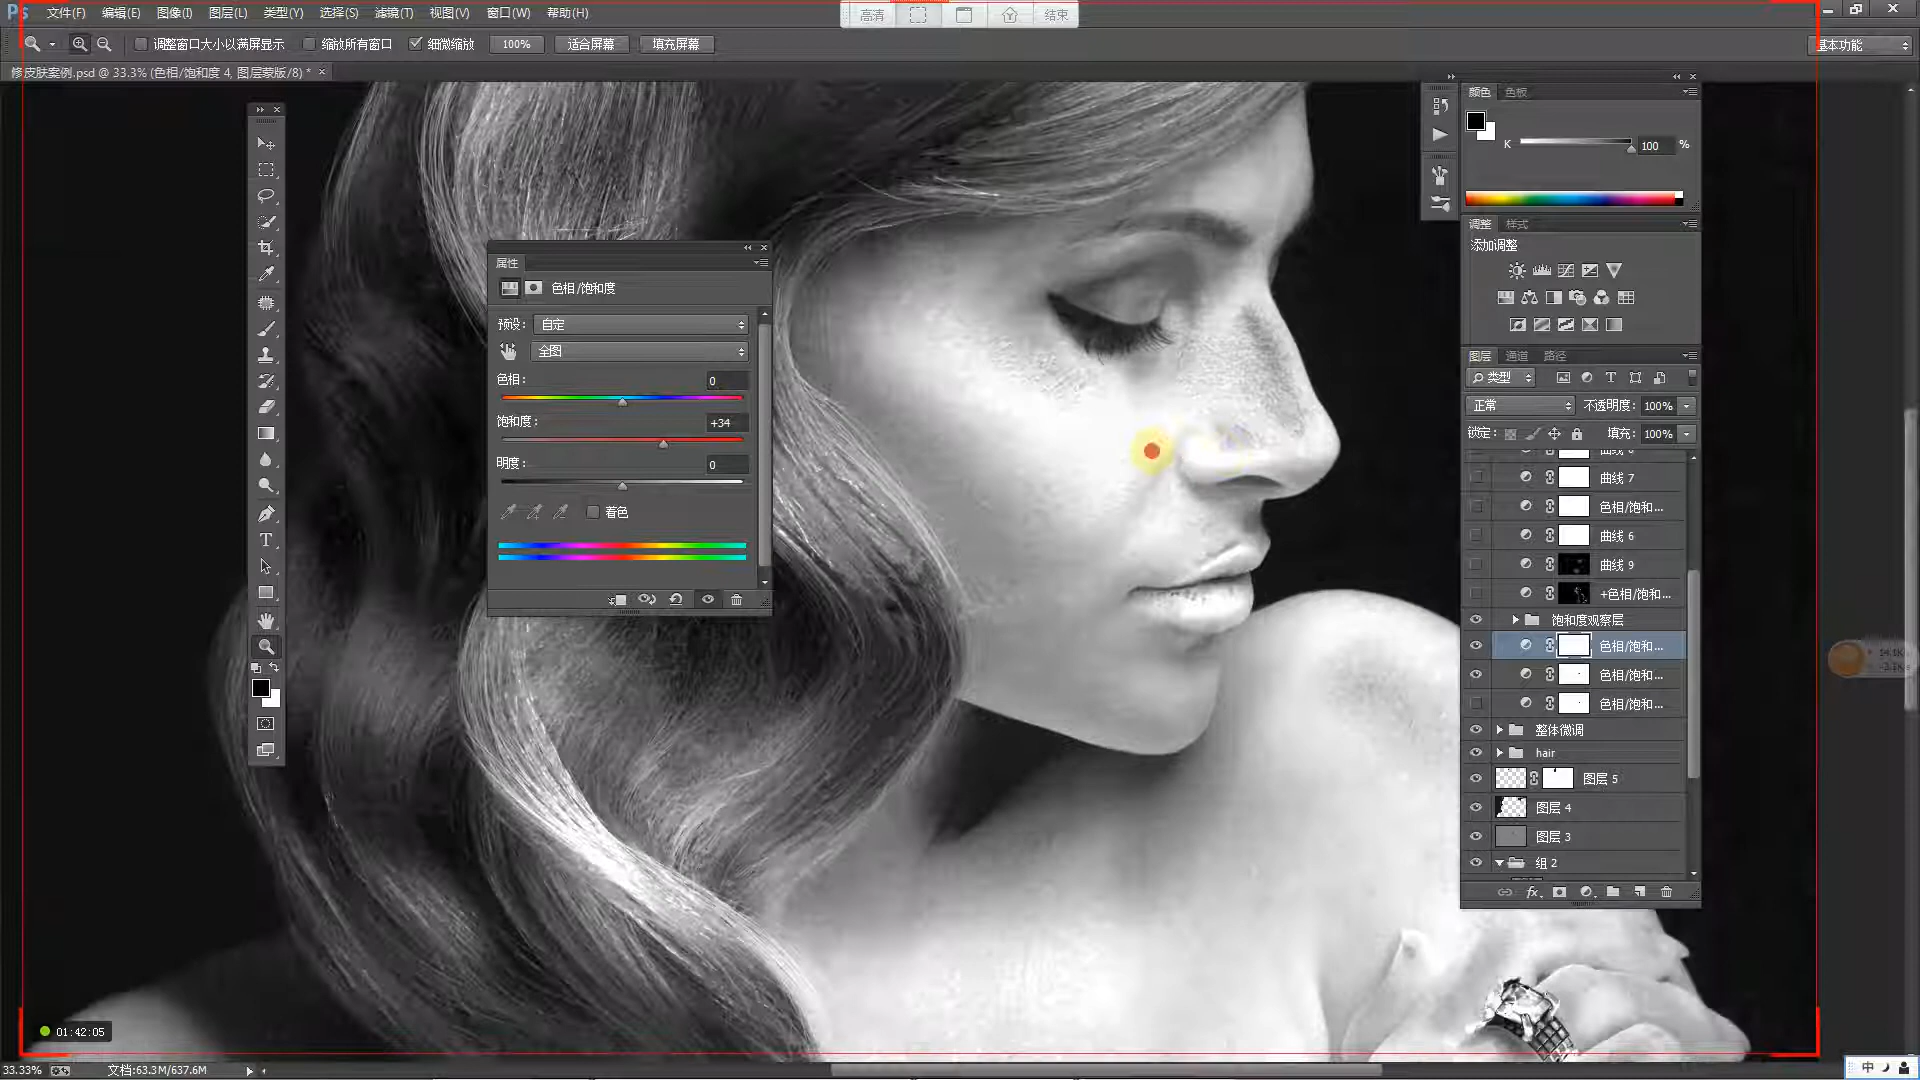 Ps 文件(F) 编辑(E) 图像(I) 图层(L) 类型(Y) 选择(S) 滤镜(T) 视图(V) 窗口(W) 帮助(H)
高清 结束
调整窗口大小以满屏显示 缩放所有窗口 细微缩放 100% 适合屏幕 填充屏幕 基本功能
修皮肤案例.psd @ 33.3% (色相/饱和度 4, 图层蒙版/8) * ×
颜色 色板
K 100 %
调整 样式
添加调整
属性
色相/饱和度
预设: 自定
全图
色相: 0
饱和度: +34
明度: 0
着色
图层 通道 路径
类型
正常 不透明度: 100%
锁定: 填充: 100%
曲线 7
色相/饱和...
曲线 6
曲线 9
+色相/饱和...
饱和度观察层
色相/饱和...
色相/饱和...
色相/饱和...
整体微调
hair
图层 5
图层 4
图层 3
组 2
fx
01:42:05
33.33% 文档:63.3M/637.6M
中